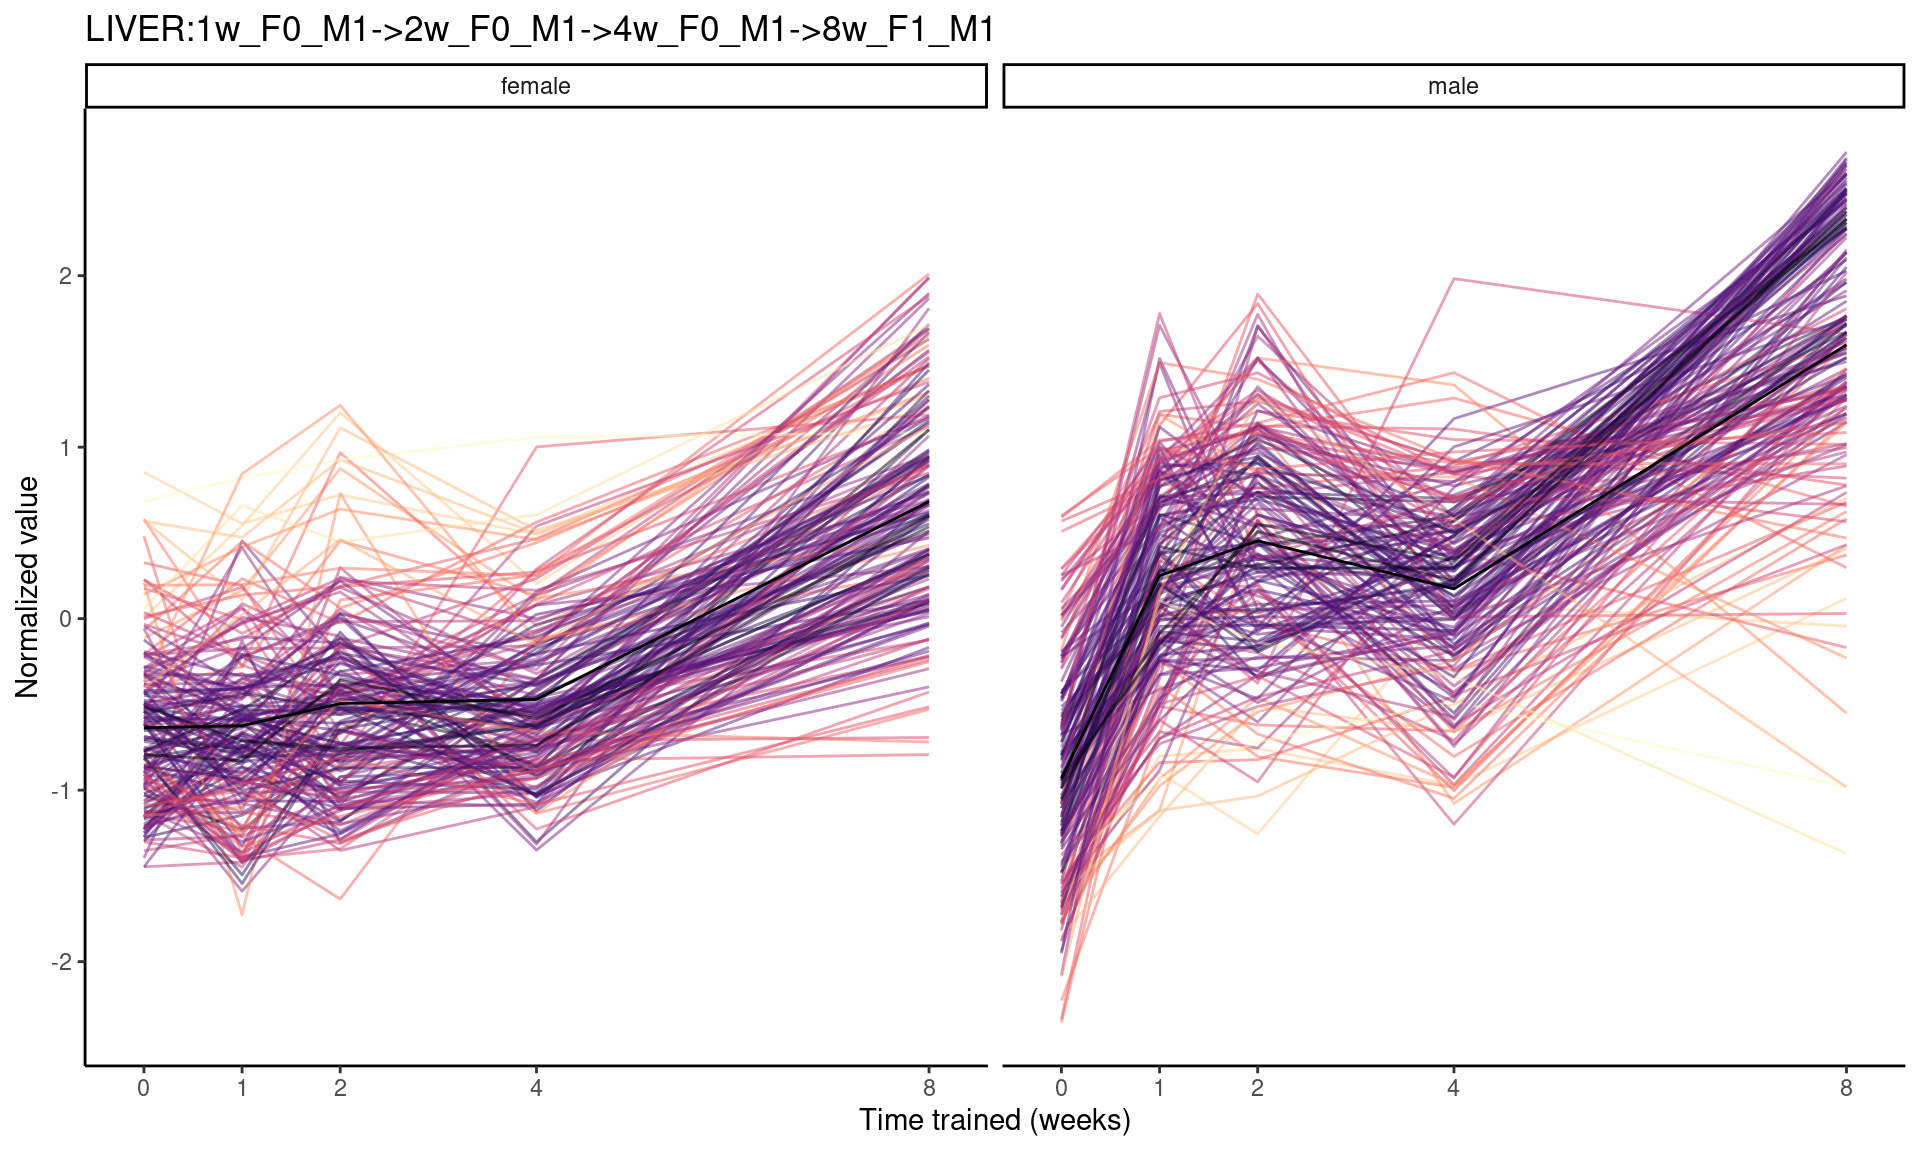 LIVER:1w_F0_M1->2w_F0_M1->4w_F0_M1->8w_F1_M1
female
male
Normalized value
2
1
0
-1
-2
0 1 2 4 8
0 1 2 4 8
Time trained (weeks)